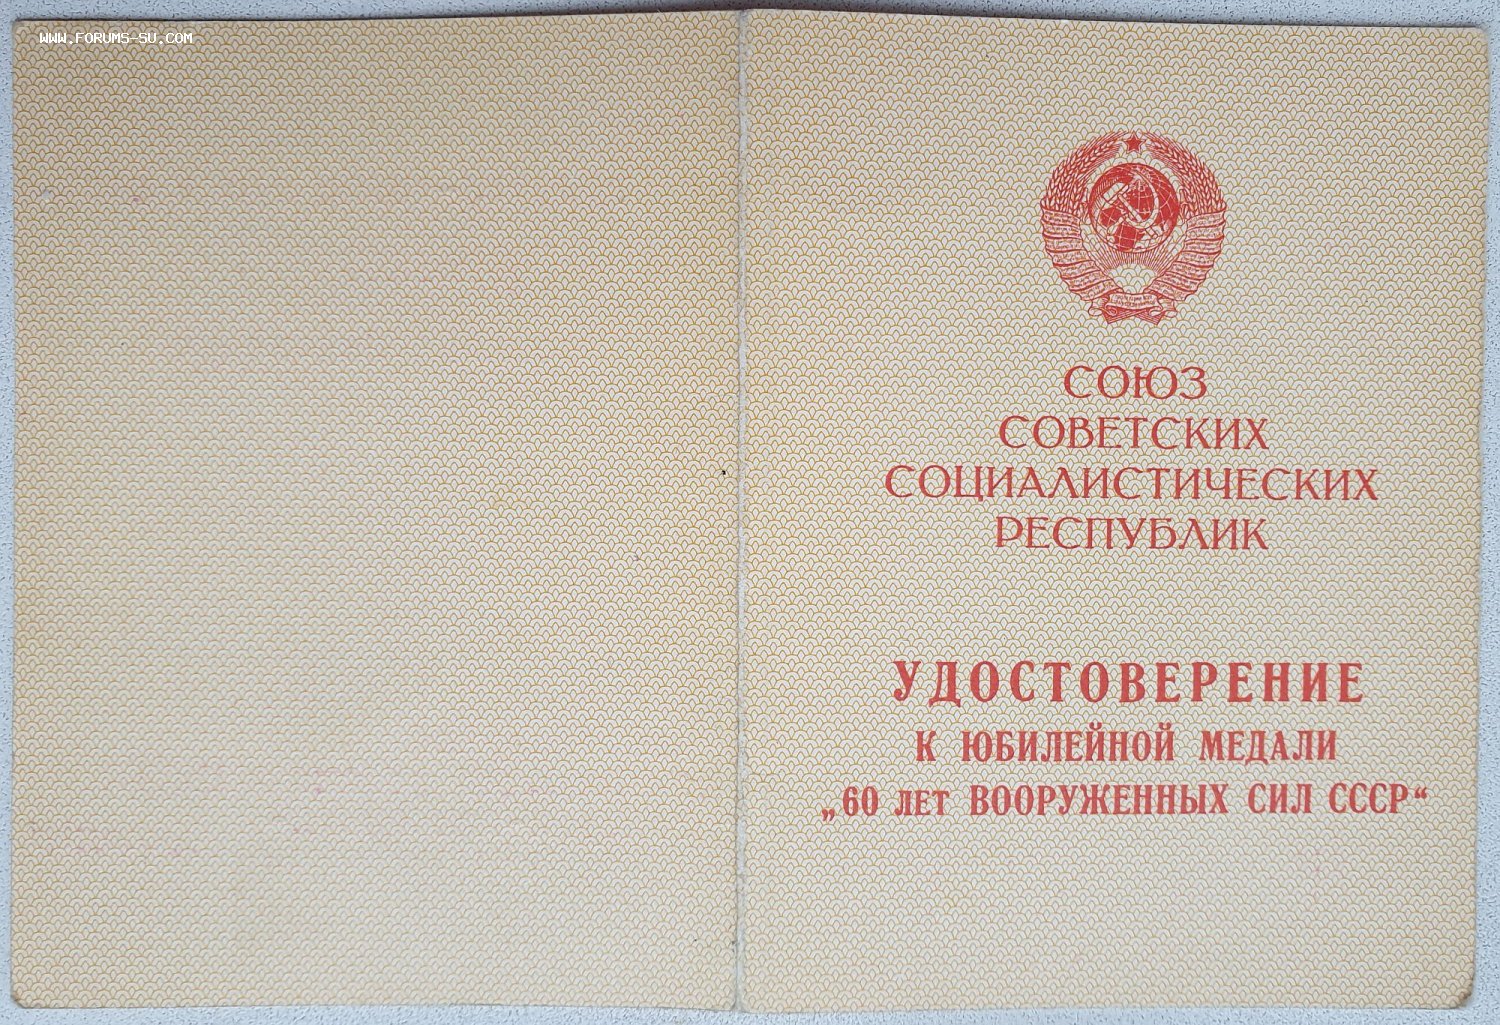 WWW.FORUMS-SU.COM
СОЮЗ
СОВЕТСКИХ
СОЦИАЛИСТИЧЕСКИХ
РЕСПУБЛИК
УДОСТОВЕРЕНИЕ
К ЮБИЛЕЙНОЙ МЕДАЛИ
„60 ЛЕТ ВООРУЖЕННЫХ СИЛ СССР“